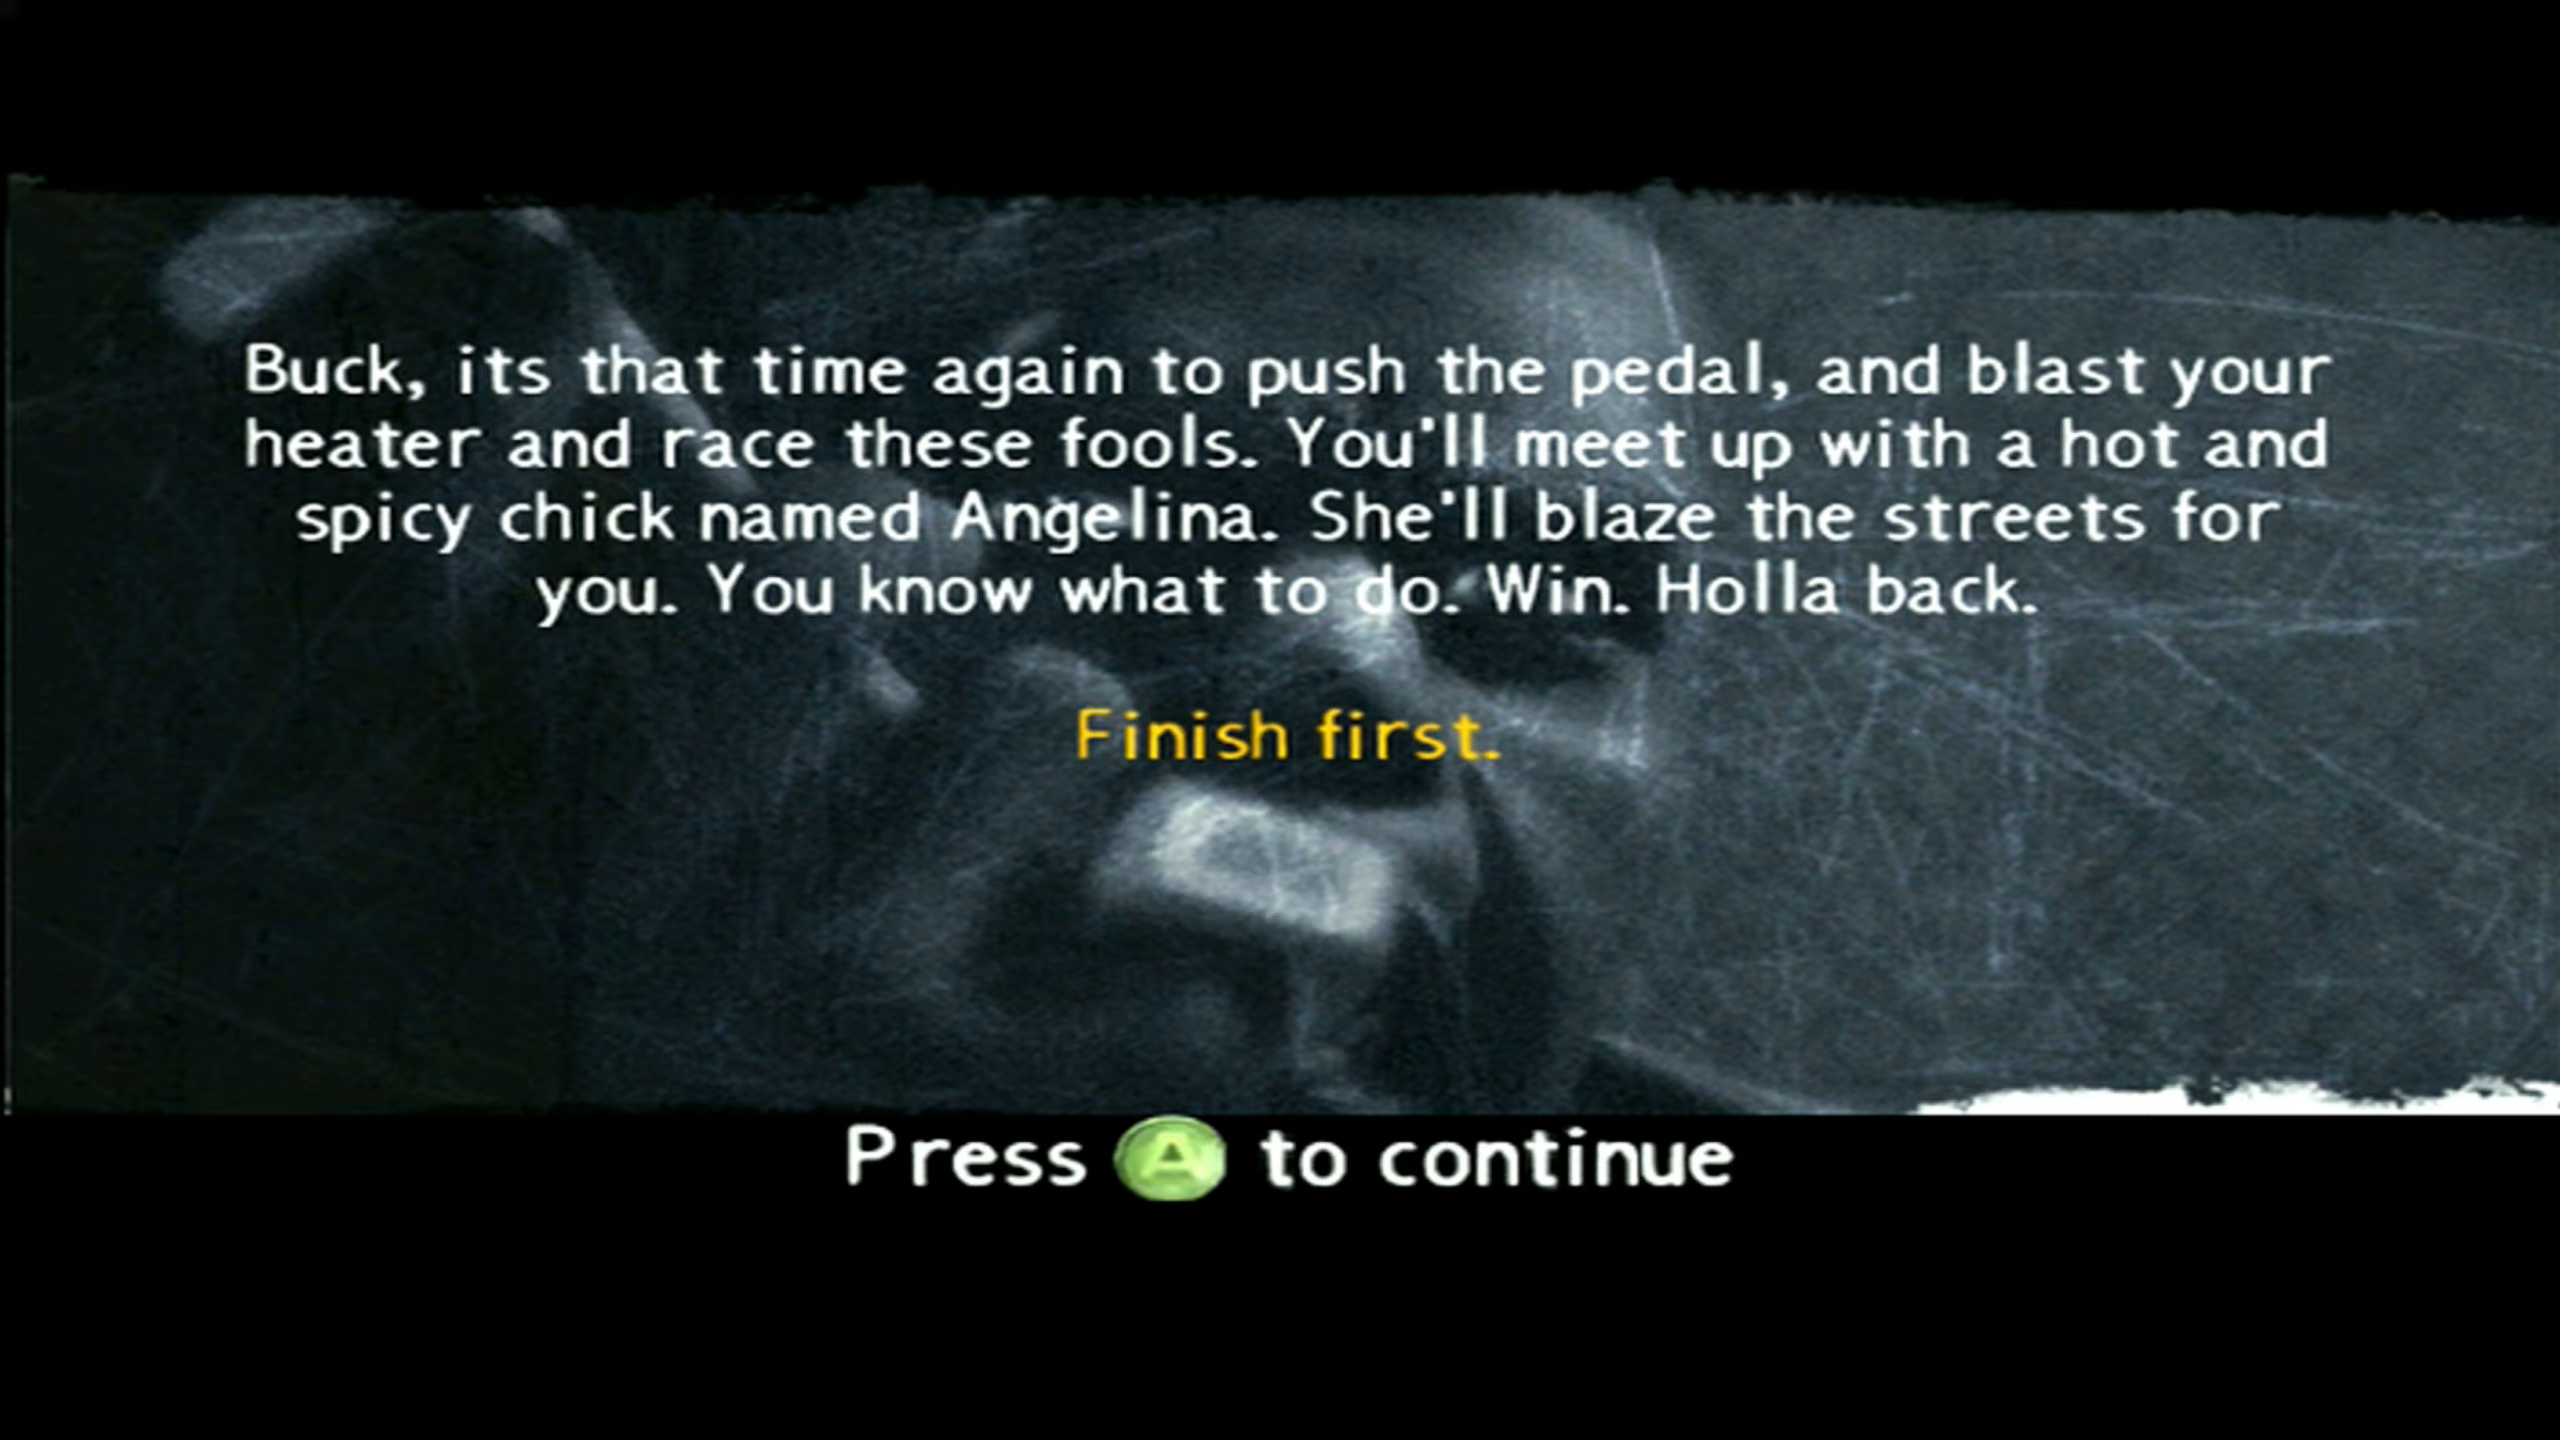 Buck, its that time again to push the pedal, and blast your
heater and race these fools. You'll meet up with a hot and
spicy chick named Angelina. She'll blaze the streets for
you. You know what to do. Win. Holla back.
Finish first.
Press A to continue